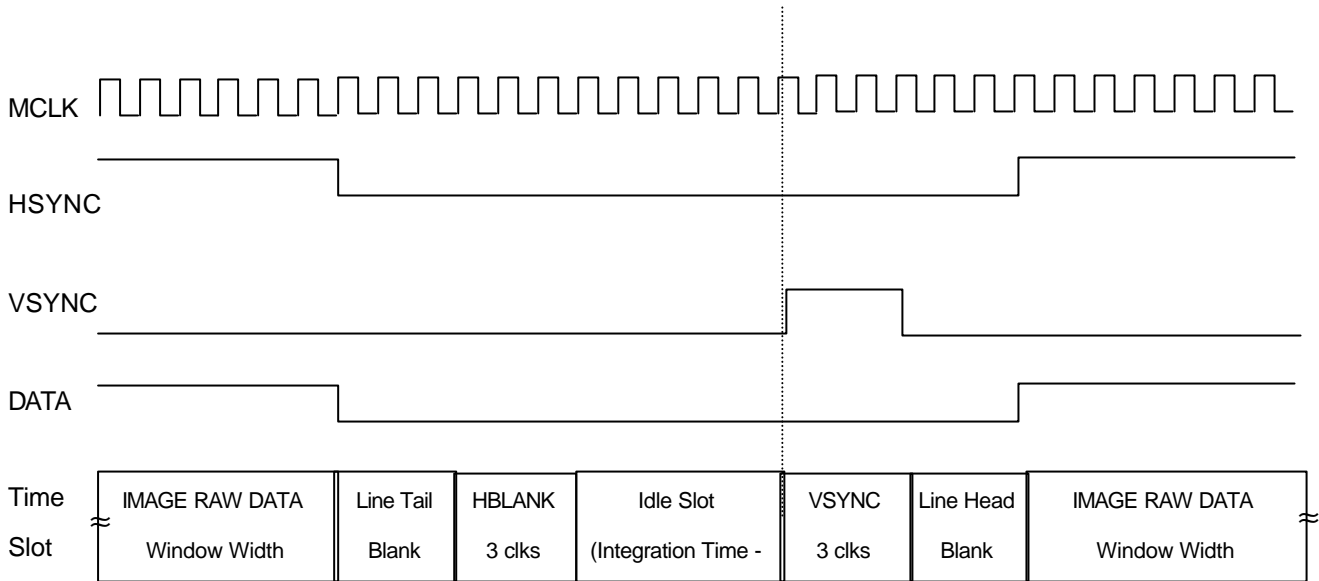 MCLK
HSYNC
VSYNC
DATA
Time Slot
IMAGE RAW DATA
Window Width
Line Tail
Blank
HBLANK
3 clks
Idle Slot
(Integration Time -
VSYNC
3 clks
Line Head
Blank
IMAGE RAW DATA
Window Width